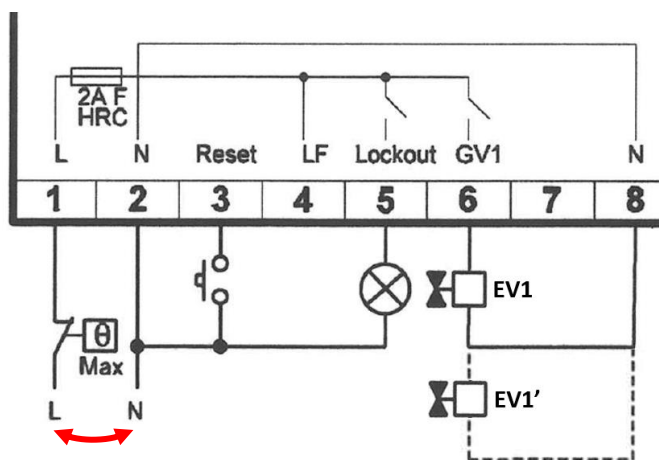 2A F
HRC
L N Reset LF Lockout GV1 N
1 2 3 4 5 6 7 8
EV1
θ
Max
L N
EV1’